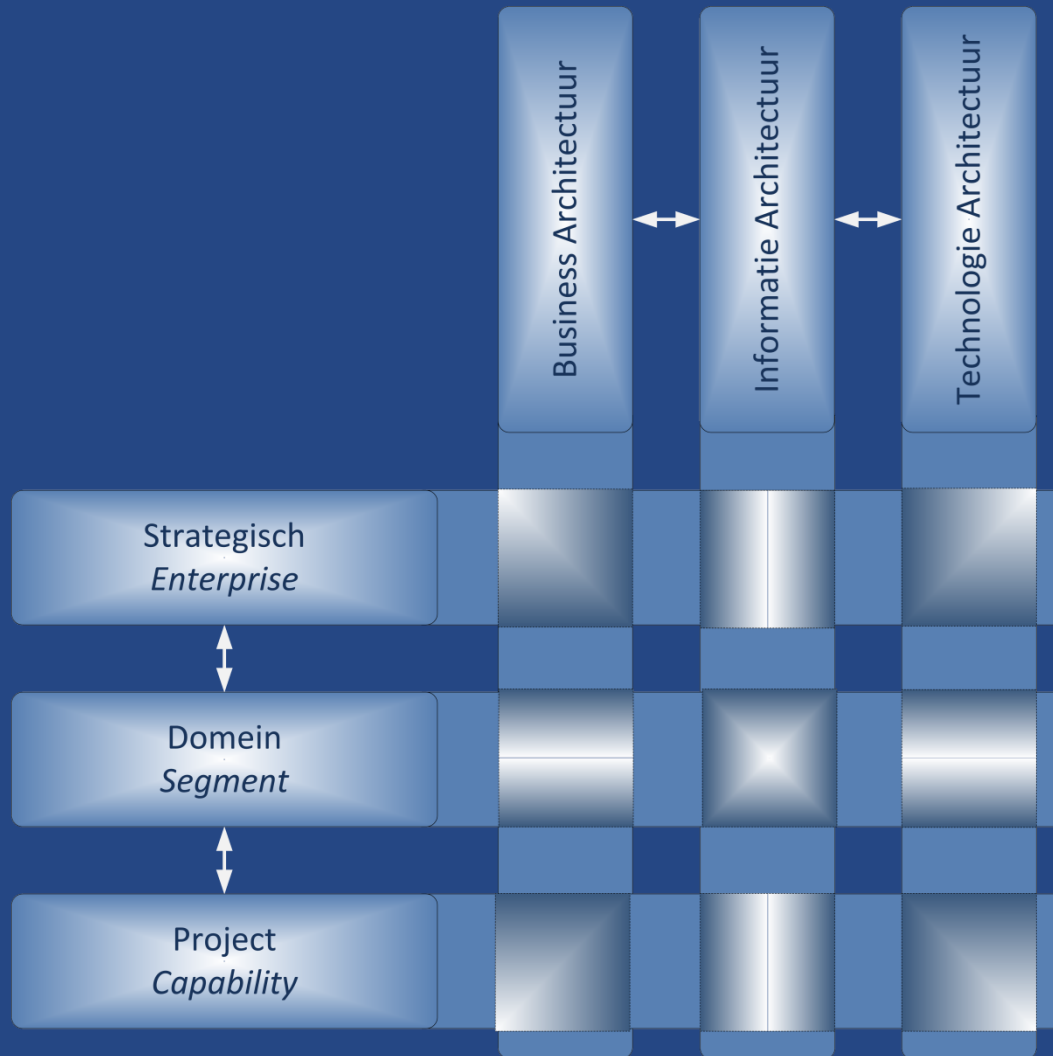 Business Architectuur
Informatie Architectuur
Technologie Architectuur
Strategisch
Enterprise
Domein
Segment
Project
Capability